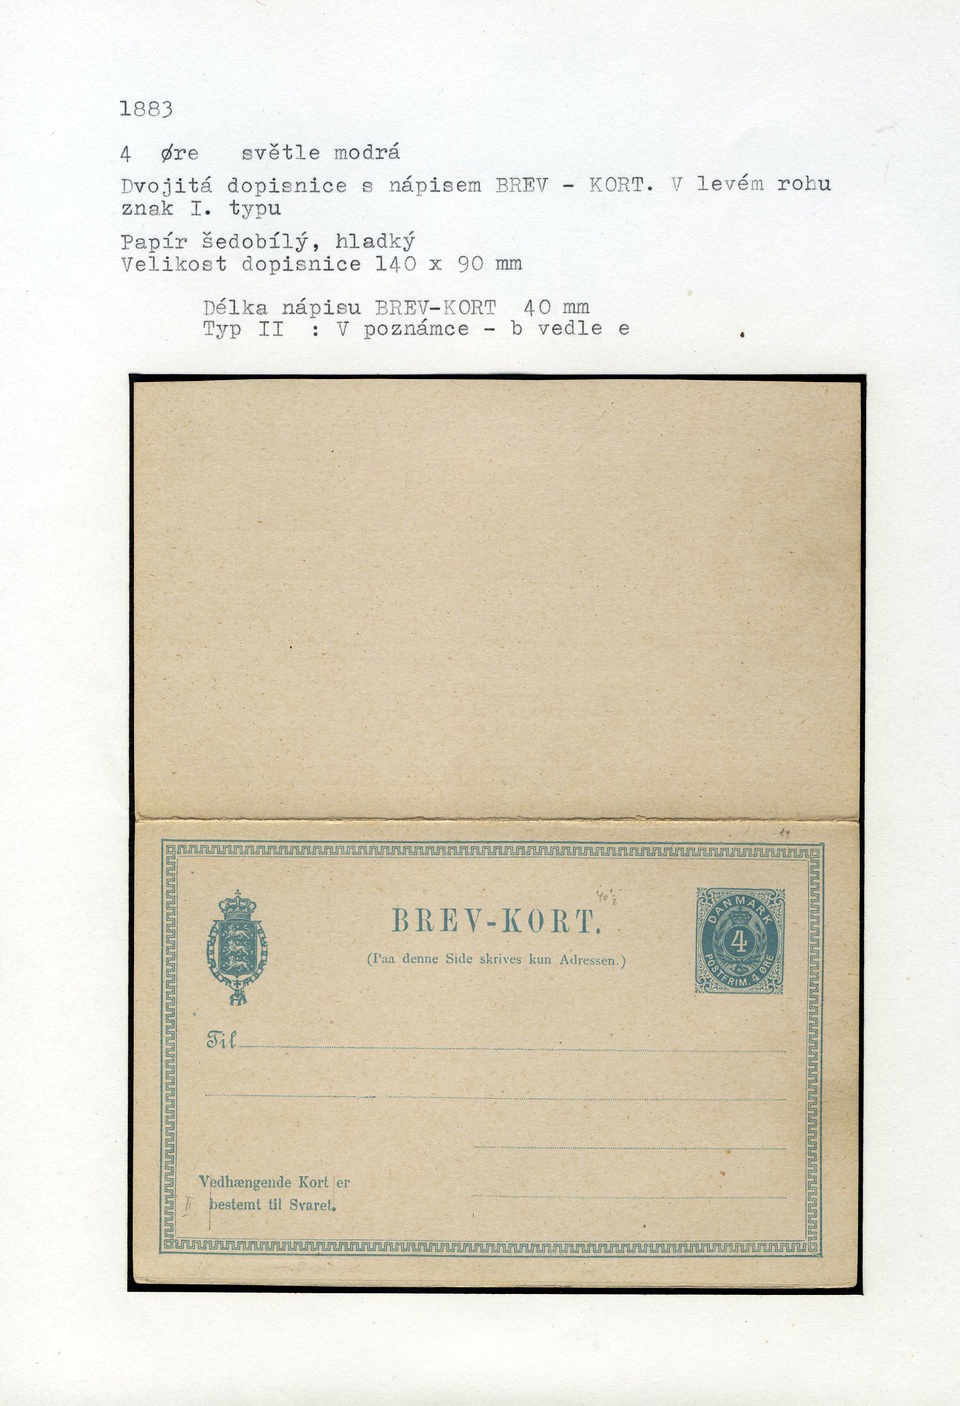 1883
4 øre světle modrá
Dvojitá dopisnice s nápisem BREV - KORT. V levém rohu
znak I. typu
Papír šedobílý, hladký
Velikost dopisnice 140 x 90 mm
Délka nápisu BREV-KORT 40 mm
Typ II : V poznámce - b vedle e
BREV-KORT.
(Paa denne Side skrives kun Adressen.)
DANMARK
4
POSTFRIM. 4 ØRE
Til
Vedhængende Kort er
II bestemt til Svaret.